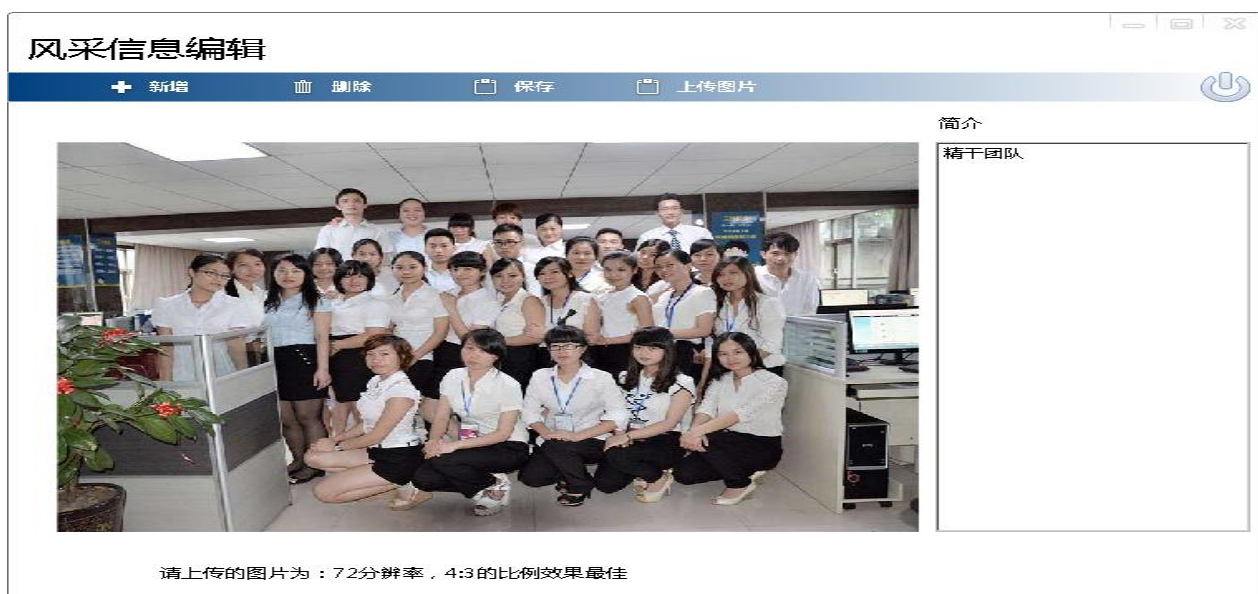 风采信息编辑
新增 删除 保存 上传图片
简介
精干团队
请上传的图片为：72分辨率，4:3的比例效果最佳